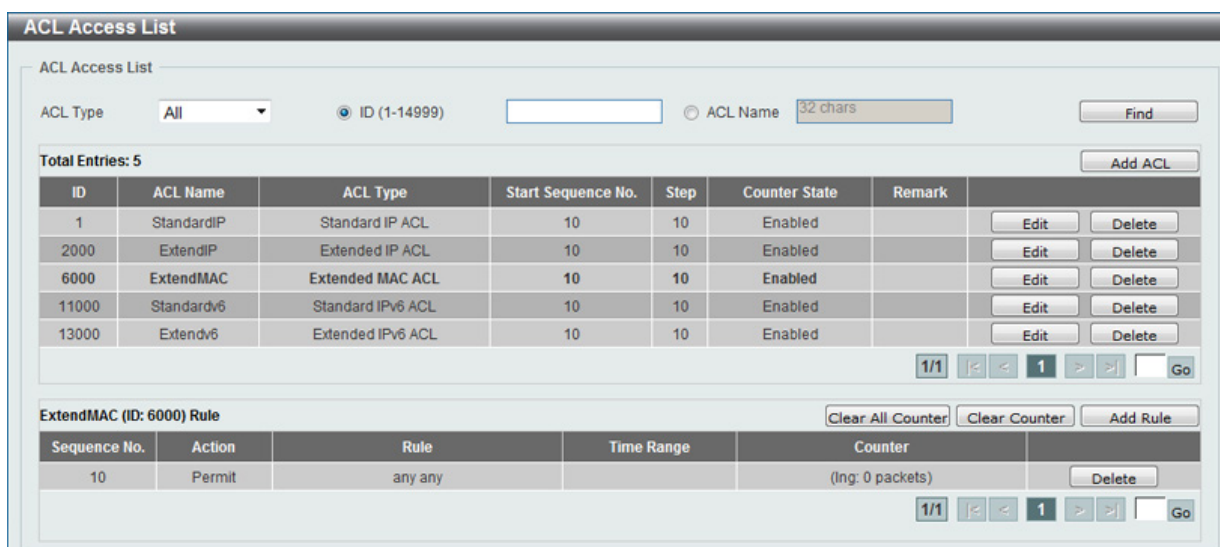 ACL Access List
ACL Access List
ACL Type All ID (1-14999) ACL Name 32 chars Find
Total Entries: 5 Add ACL
ID ACL Name ACL Type Start Sequence No. Step Counter State Remark
1 StandardIP Standard IP ACL 10 10 Enabled Edit Delete
2000 ExtendIP Extended IP ACL 10 10 Enabled Edit Delete
6000 ExtendMAC Extended MAC ACL 10 10 Enabled Edit Delete
11000 Standardv6 Standard IPv6 ACL 10 10 Enabled Edit Delete
13000 Extendv6 Extended IPv6 ACL 10 10 Enabled Edit Delete
1/1 |< < 1 > >| Go
ExtendMAC (ID: 6000) Rule Clear All Counter Clear Counter Add Rule
Sequence No. Action Rule Time Range Counter
10 Permit any any (Ing: 0 packets) Delete
1/1 |< < 1 > >| Go